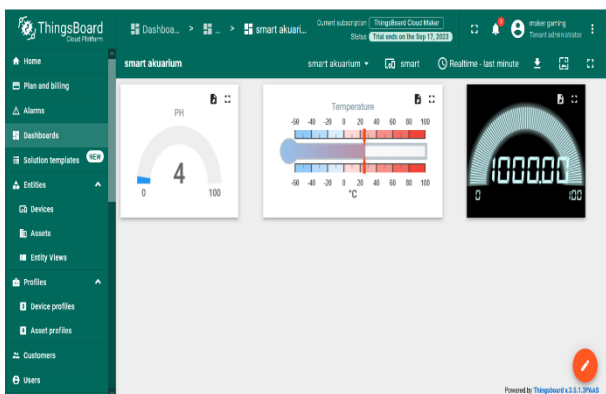 ThingsBoard
Cloud Platform
Dashboa... > ... > smart akuari...
Current subscription ThingsBoard Cloud Maker
Status Trial ends on the Sep 17, 2023
maker gaming
Tenant administrator
Home
Plan and billing
Alarms
Dashboards
Solution templates NEW
Entities
Devices
Assets
Entity Views
Profiles
Device profiles
Asset profiles
Customers
Users
smart akuarium
smart akuarium
smart
Realtime - last minute
PH
4
0 100
Temperature
-60 -40 -20 0 20 40 60 80 100
-60 -40 -20 0 20 40 60 80 100
°C
1000.00
0 100
Powered by Thingsboard v.3.5.1.3PAAS